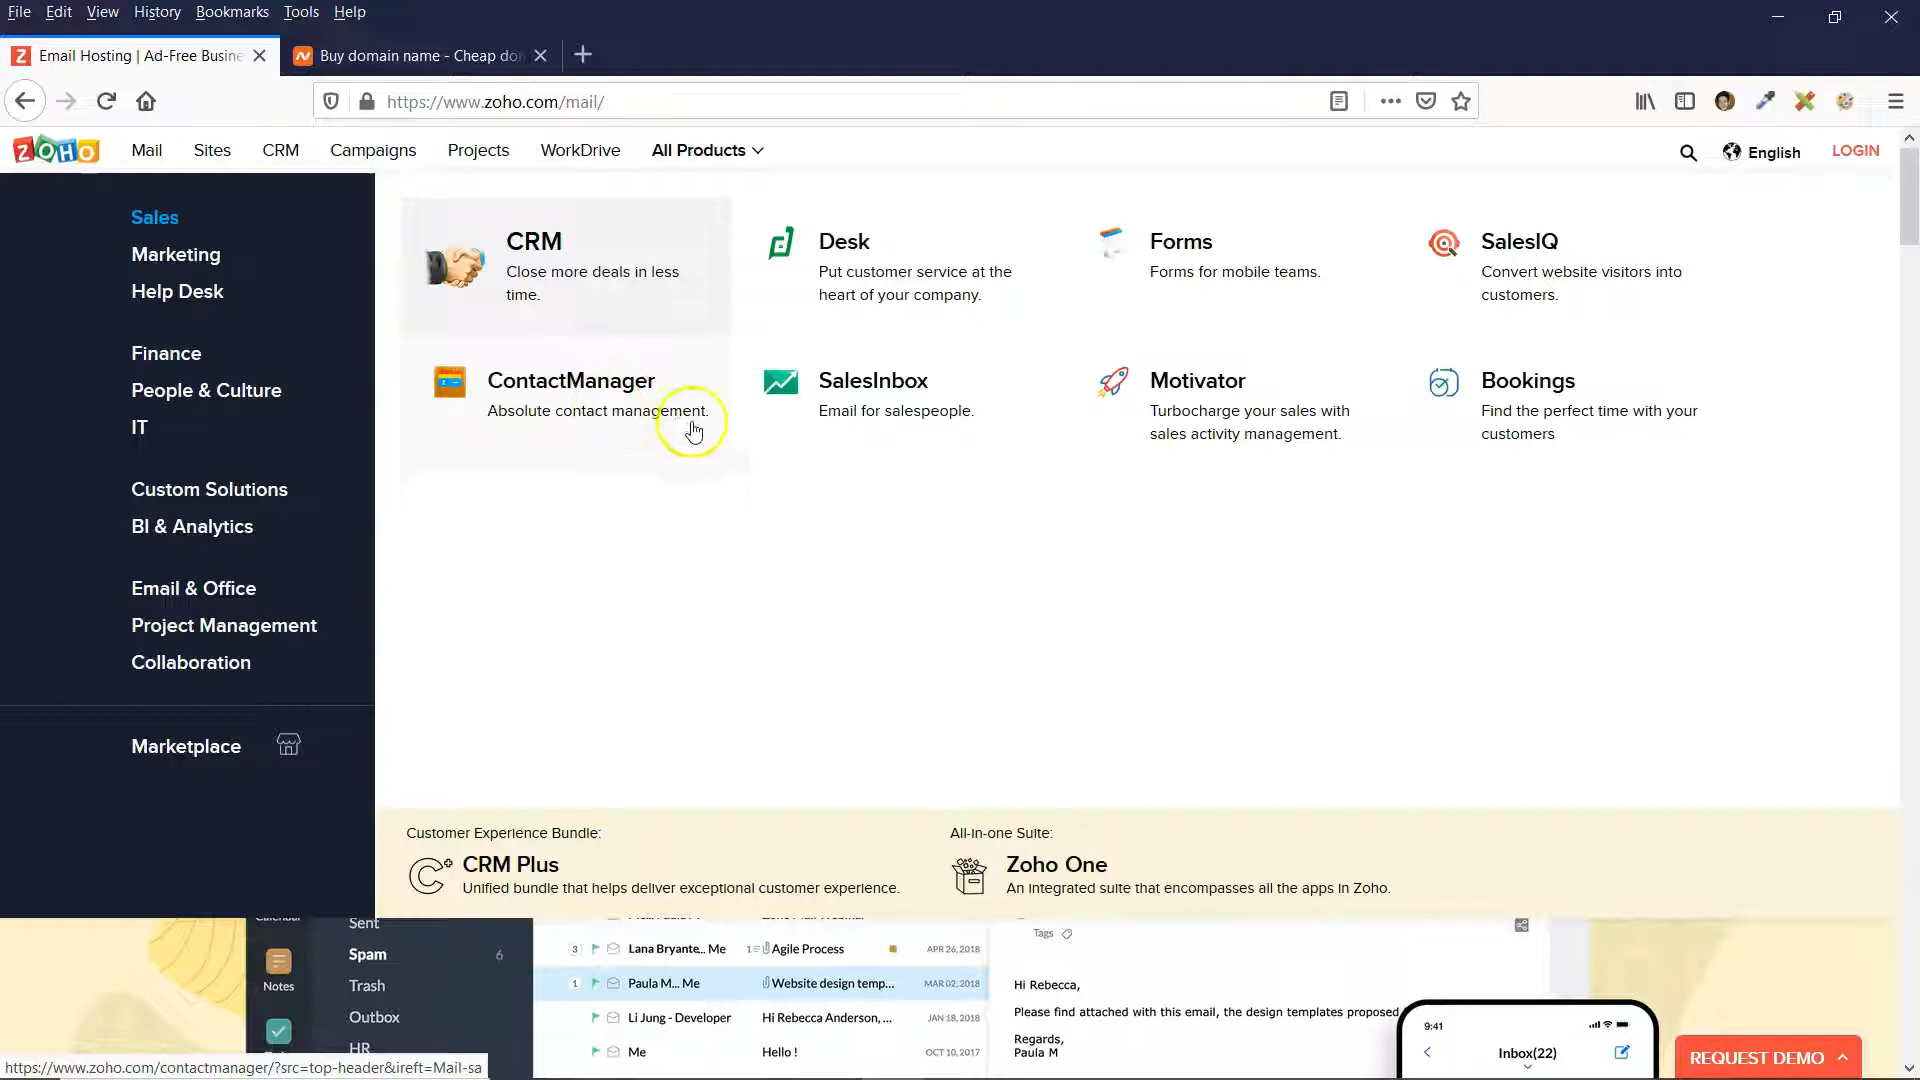 File Edit View History Bookmarks Tools Help
Email Hosting | Ad-Free Busine
Buy domain name - Cheap do
https://www.zoho.com/mail/
ZOHO Mail Sites CRM Campaigns Projects WorkDrive All Products
English LOGIN
Sales
Marketing
Help Desk
Finance
People & Culture
IT
Custom Solutions
BI & Analytics
Email & Office
Project Management
Collaboration
Marketplace
CRM
Close more deals in less
time.
Desk
Put customer service at the
heart of your company.
Forms
Forms for mobile teams.
SalesIQ
Convert website visitors into
customers.
ContactManager
Absolute contact management.
SalesInbox
Email for salespeople.
Motivator
Turbocharge your sales with
sales activity management.
Bookings
Find the perfect time with your
customers
Customer Experience Bundle:
CRM Plus
Unified bundle that helps deliver exceptional customer experience.
All-in-one Suite:
Zoho One
An integrated suite that encompasses all the apps in Zoho.
Calendar
Notes
Sent
Spam 6
Trash
Outbox
HR
3 Lana Bryante... Me 1 Agile Process APR 26, 2018
1 Paula M... Me Website design temp... MAR 02, 2018
Li Jung - Developer Hi Rebecca Anderson, ... JAN 18, 2018
Me Hello ! OCT 10, 2017
Tags
Hi Rebecca,
Please find attached with this email, the design templates proposed
Regards,
Paula M
9:41
Inbox(22)
REQUEST DEMO
https://www.zoho.com/contactmanager/?src=top-header&ireft=Mail-sa